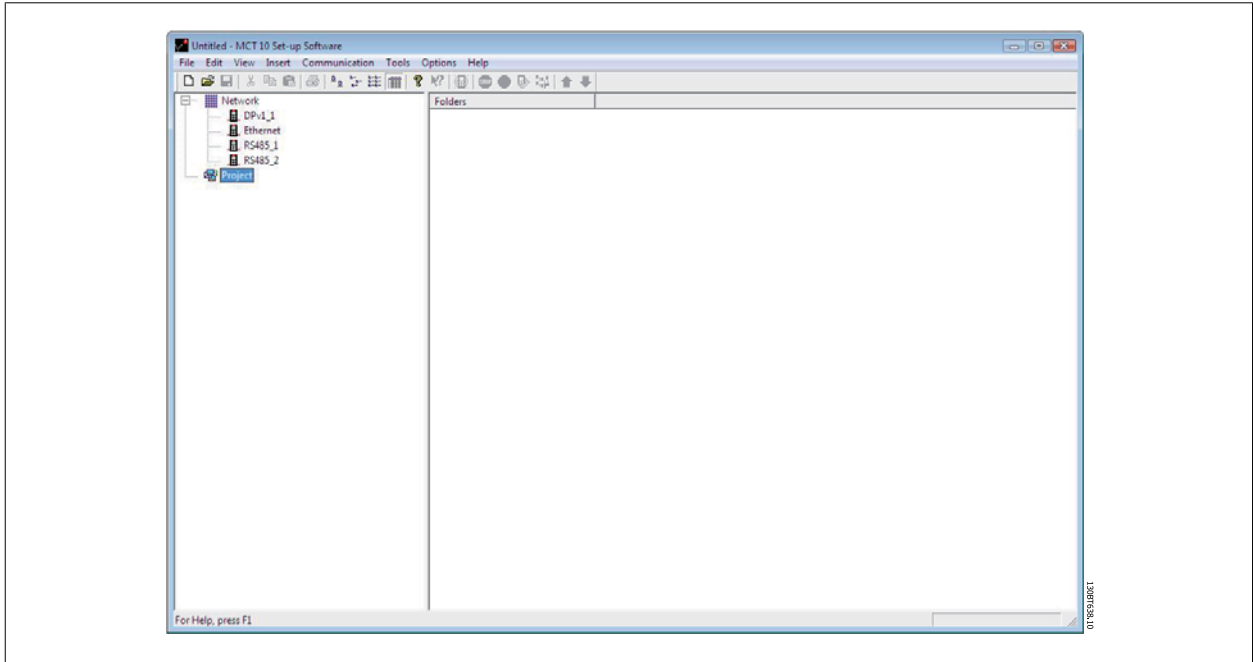 Untitled - MCT 10 Set-up Software
File Edit View Insert Communication Tools Options Help
Network
DPv1_1
Ethernet
RS485_1
RS485_2
Project
Folders
For Help, press F1
130BT638.10